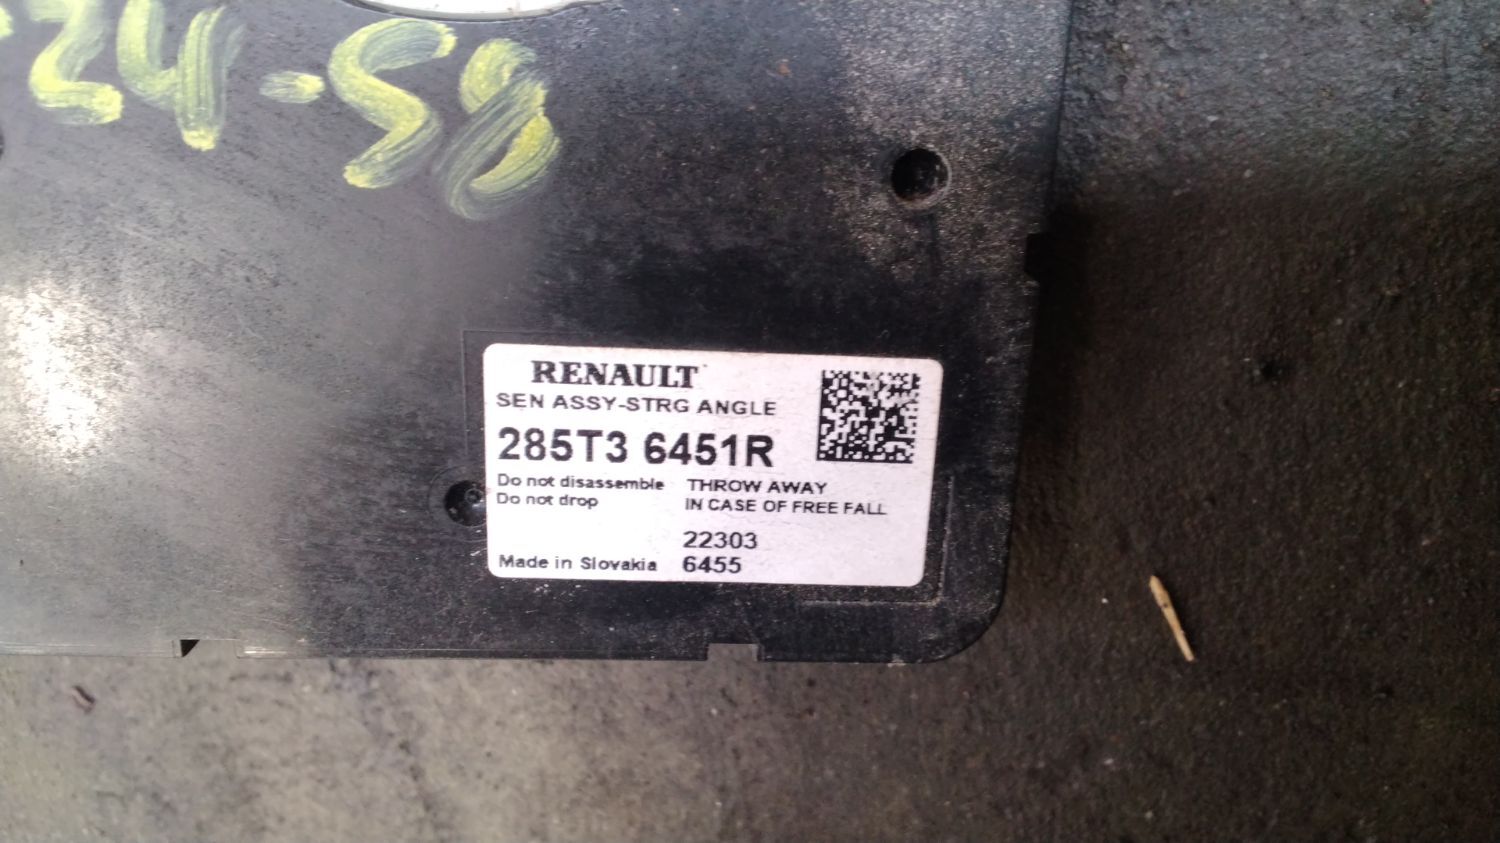 24-58
RENAULT
SEN ASSY-STRG ANGLE
285T3 6451R
Do not disassemble THROW AWAY
Do not drop IN CASE OF FREE FALL
22303
Made in Slovakia 6455